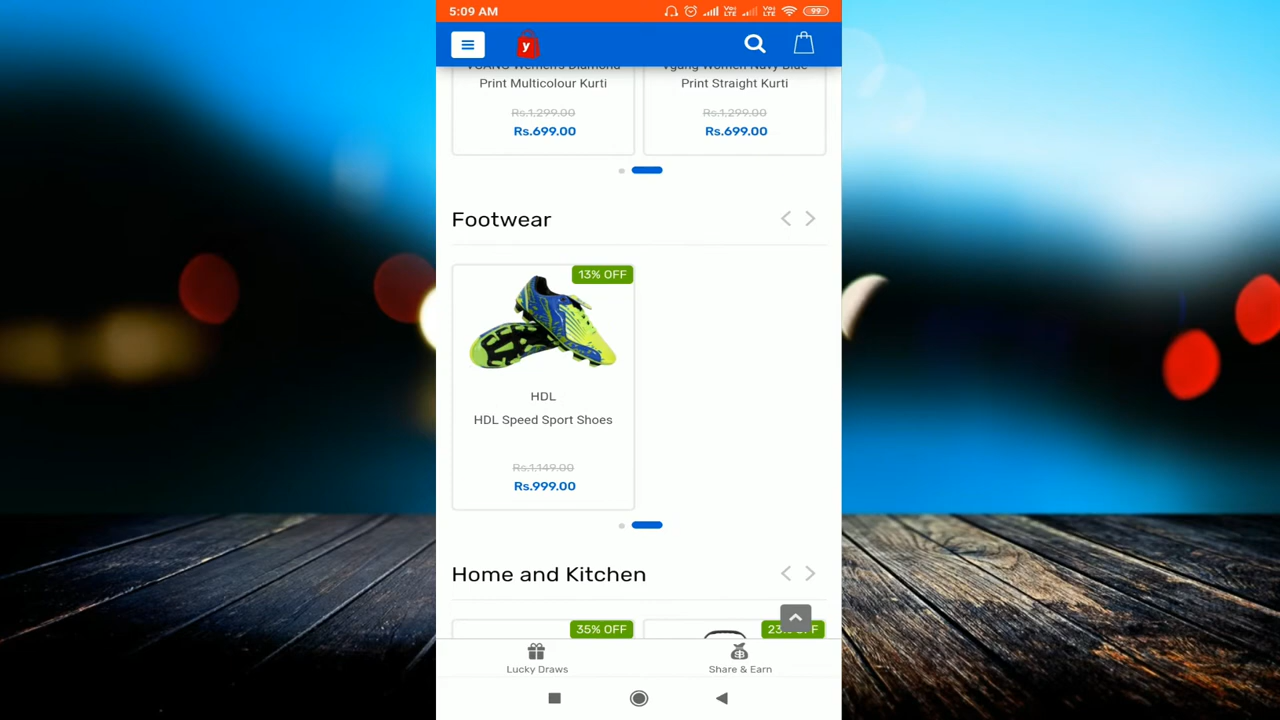 5:09 AM
99
y
Print Multicolour Kurti
Print Straight Kurti
Rs.1,299.00
Rs.1,299.00
Rs.699.00
Rs.699.00
Footwear
13% OFF
HDL
HDL Speed Sport Shoes
Rs.1,149.00
Rs.999.00
Home and Kitchen
35% OFF
Lucky Draws
Share & Earn